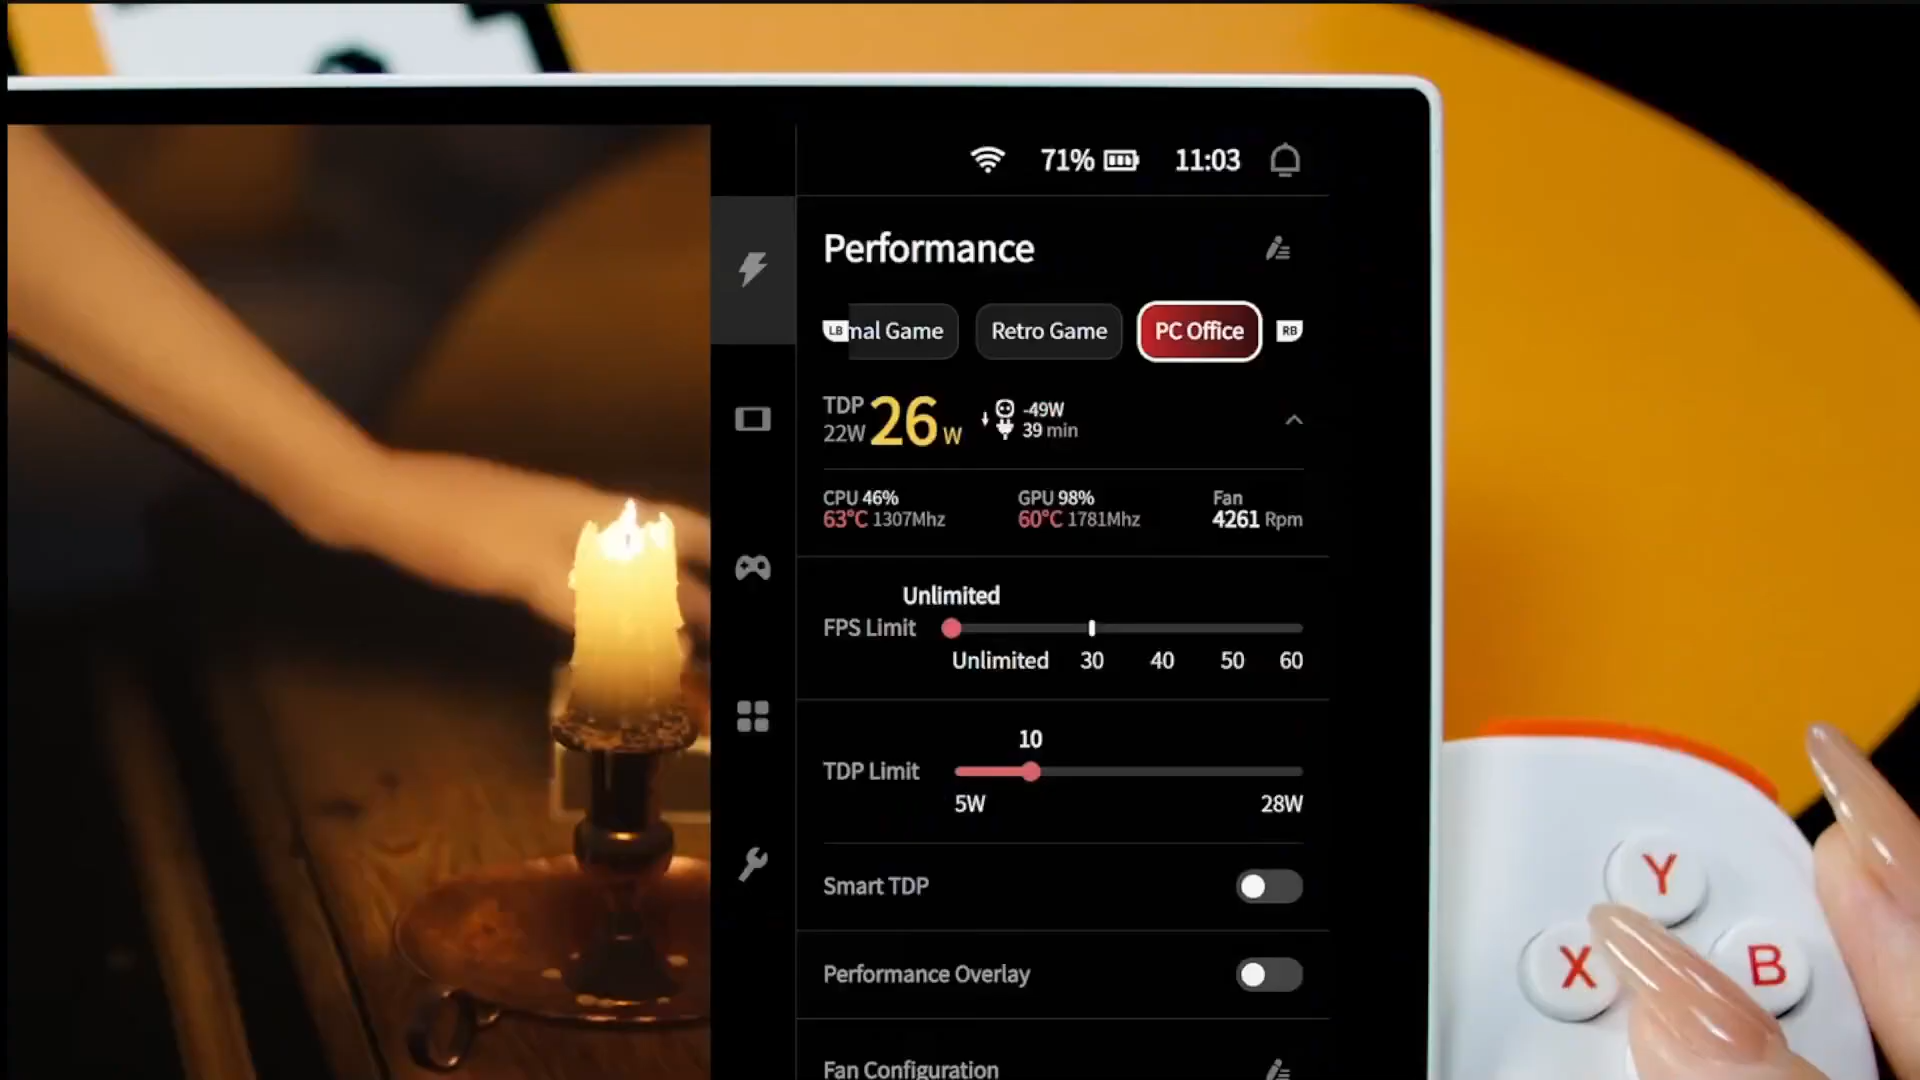 71% 11:03
Performance
LB mal Game Retro Game PC Office RB
TDP 26 W -49W
22W 39 min
CPU 46% GPU 98% Fan
63°C 1307Mhz 60°C 1781Mhz 4261 Rpm
Unlimited
FPS Limit
Unlimited 30 40 50 60
10
TDP Limit
5W 28W
Smart TDP
Performance Overlay
Fan Configuration
Y
X B